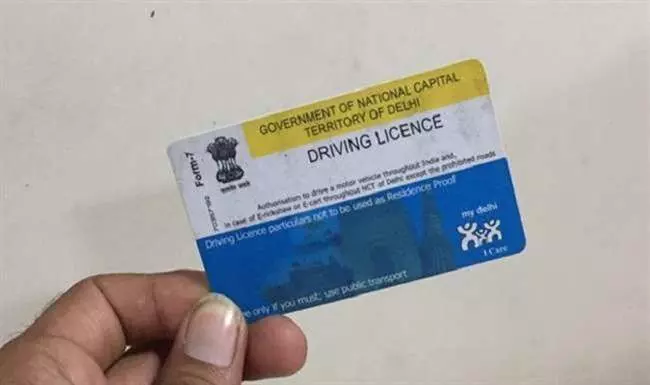 GOVERNMENT OF NATIONAL CAPITAL
TERRITORY OF DELHI
DRIVING LICENCE
Form-7
Authorisation to drive a motor vehicle throughout India and,
in case of E-rickshaw or E-cart throughout NCT of Delhi except the prohibited roads
Driving Licence particulars not to be used as Residence Proof
my delhi
I Care
only if you must; use public transport